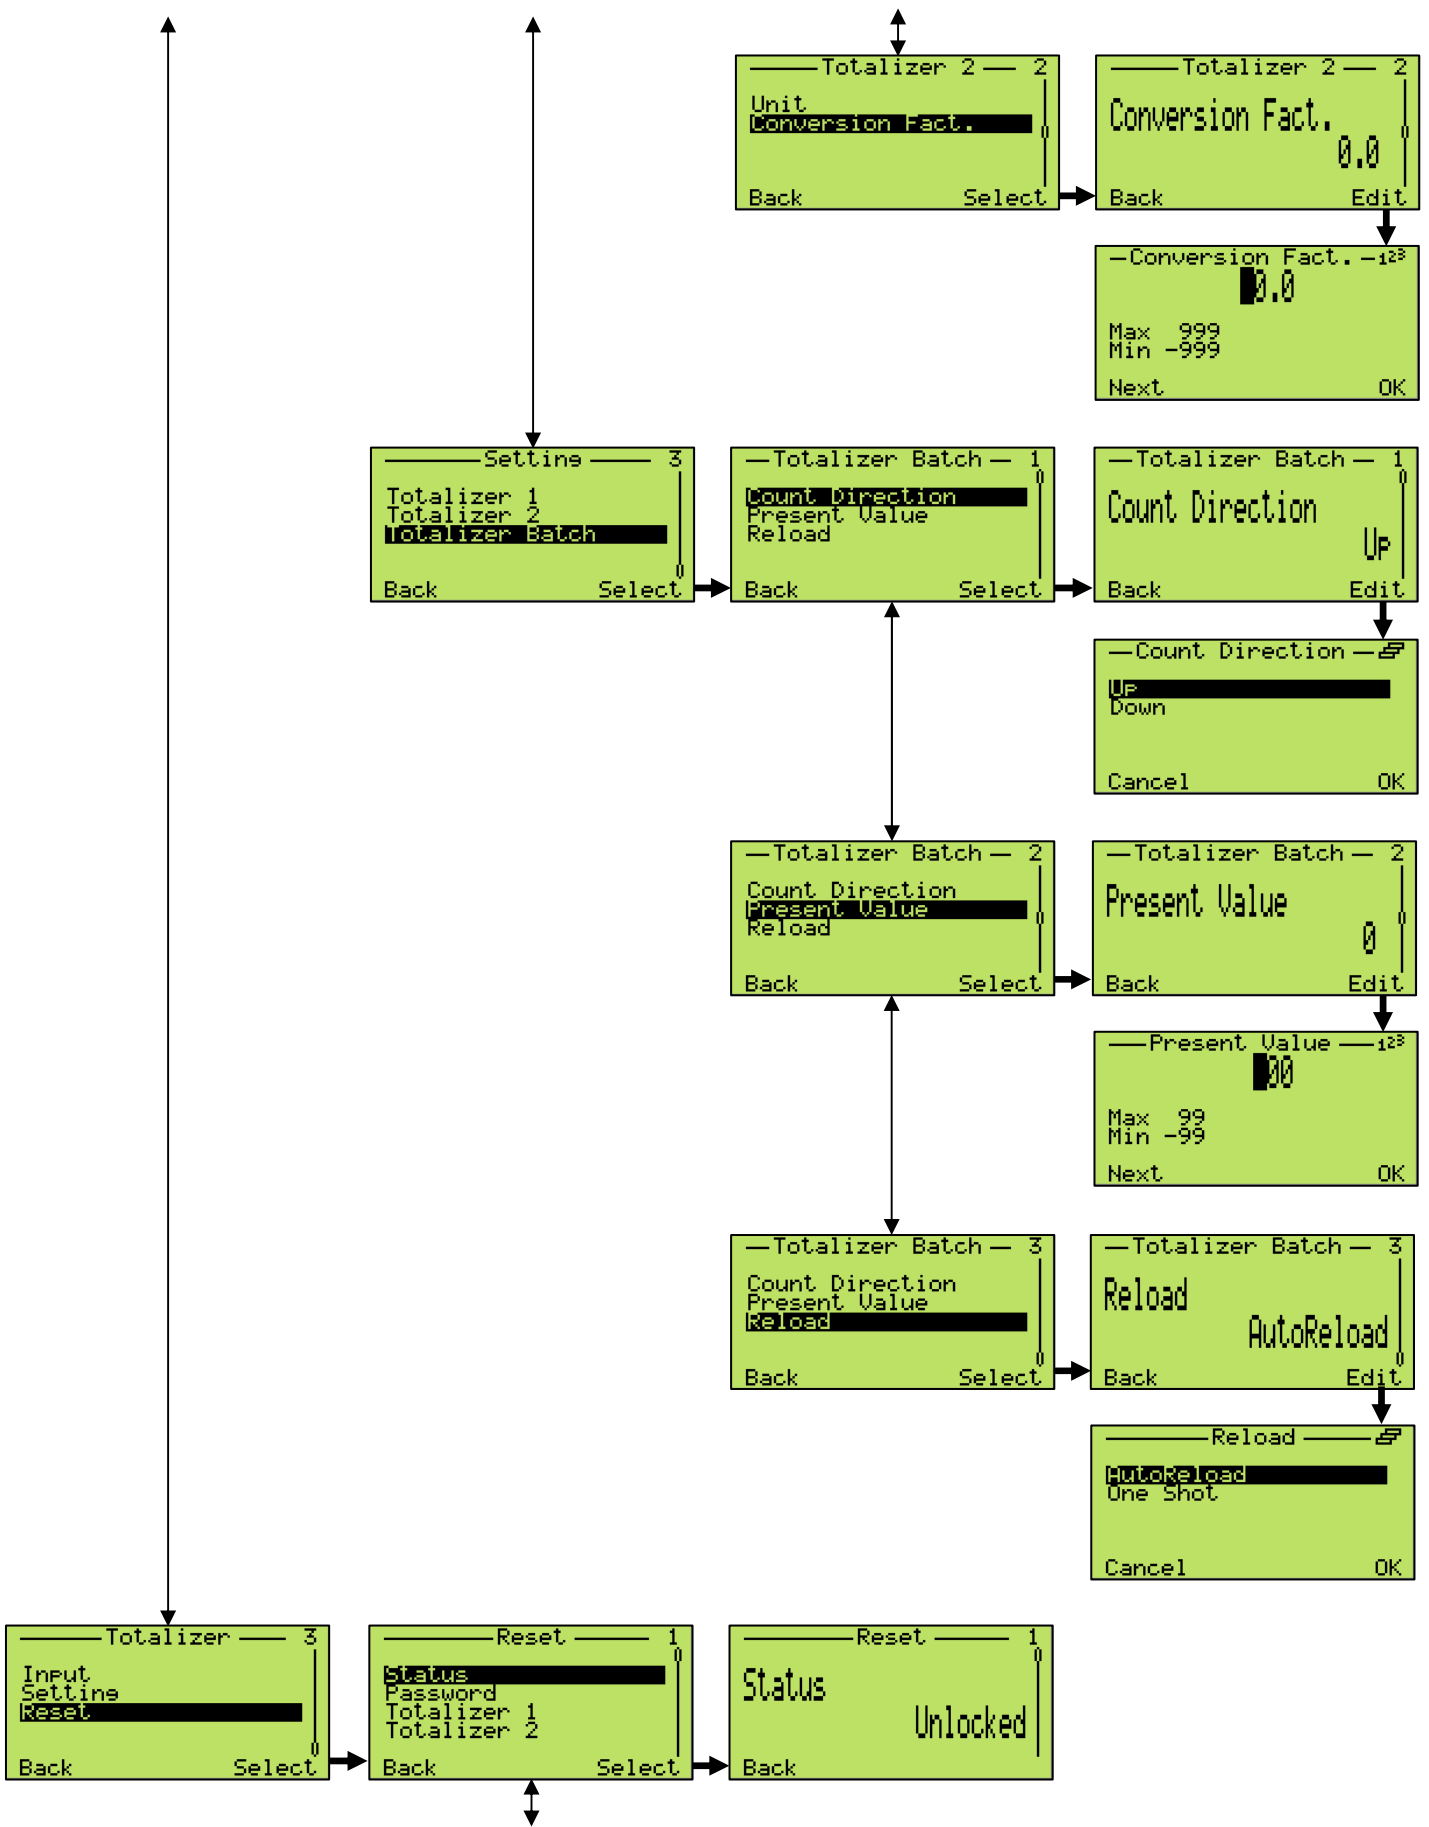 Totalizer 2 2
Unit
Conversion Fact.
Back Select
Totalizer 2 2
Conversion Fact.
0.0
Back Edit
Conversion Fact. 123
0.0
Max 999
Min -999
Next OK
Setting 3
Totalizer 1
Totalizer 2
Totalizer Batch
Back Select
Totalizer Batch 1
Count Direction
Present Value
Reload
Back Select
Totalizer Batch 1
Count Direction
Up
Back Edit
Count Direction
Up
Down
Cancel OK
Totalizer Batch 2
Count Direction
Present Value
Reload
Back Select
Totalizer Batch 2
Present Value
0
Back Edit
Present Value 123
00
Max 99
Min -99
Next OK
Totalizer Batch 3
Count Direction
Present Value
Reload
Back Select
Totalizer Batch 3
Reload
AutoReload
Back Edit
Reload
AutoReload
One Shot
Cancel OK
Totalizer 3
Input
Setting
Reset
Back Select
Reset 1
Status
Password
Totalizer 1
Totalizer 2
Back Select
Reset 1
Status
Unlocked
Back